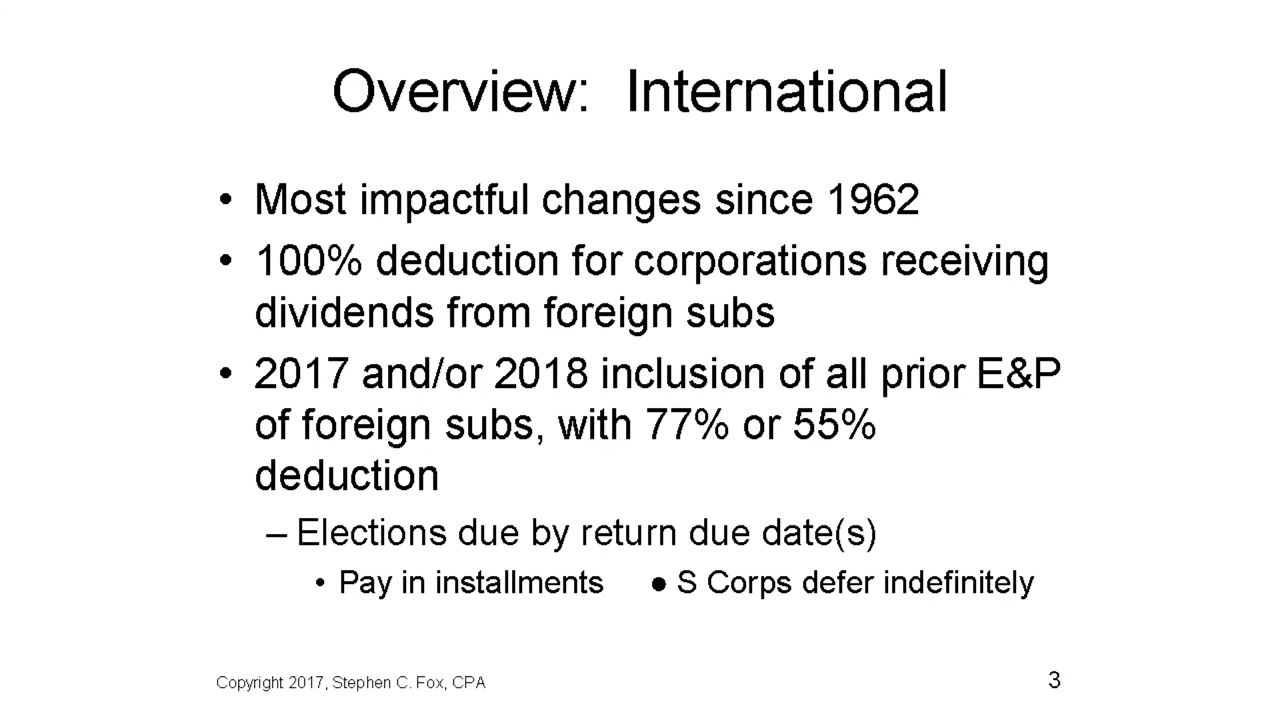 Overview: International
• Most impactful changes since 1962
• 100% deduction for corporations receiving
dividends from foreign subs
• 2017 and/or 2018 inclusion of all prior E&P
of foreign subs, with 77% or 55%
deduction
– Elections due by return due date(s)
• Pay in installments ● S Corps defer indefinitely
Copyright 2017, Stephen C. Fox, CPA 3